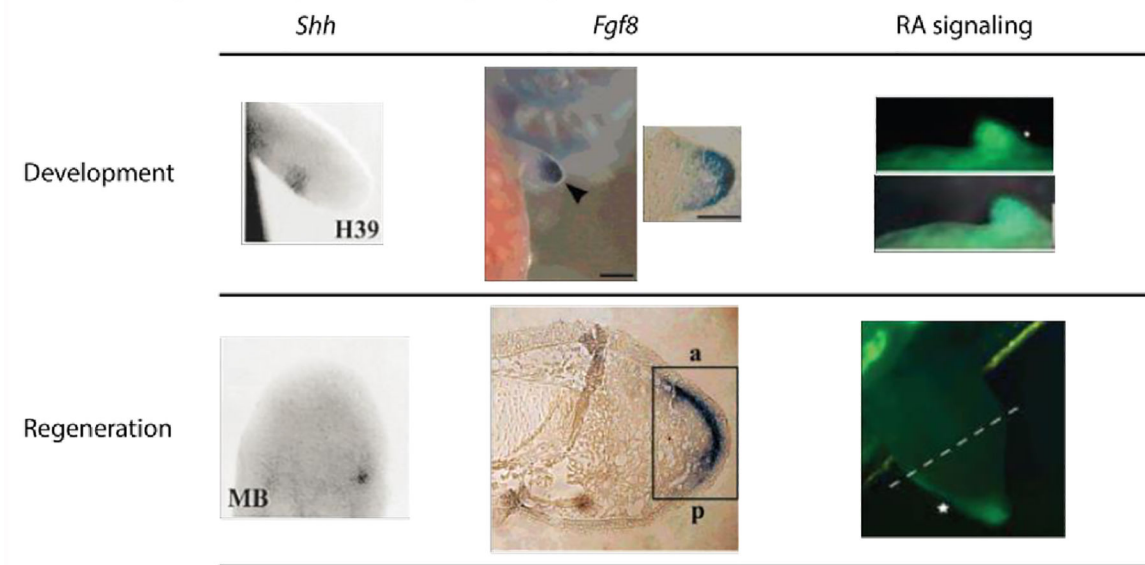 Shh Fgf8 RA signaling
Development
H39
Regeneration
a
MB
p